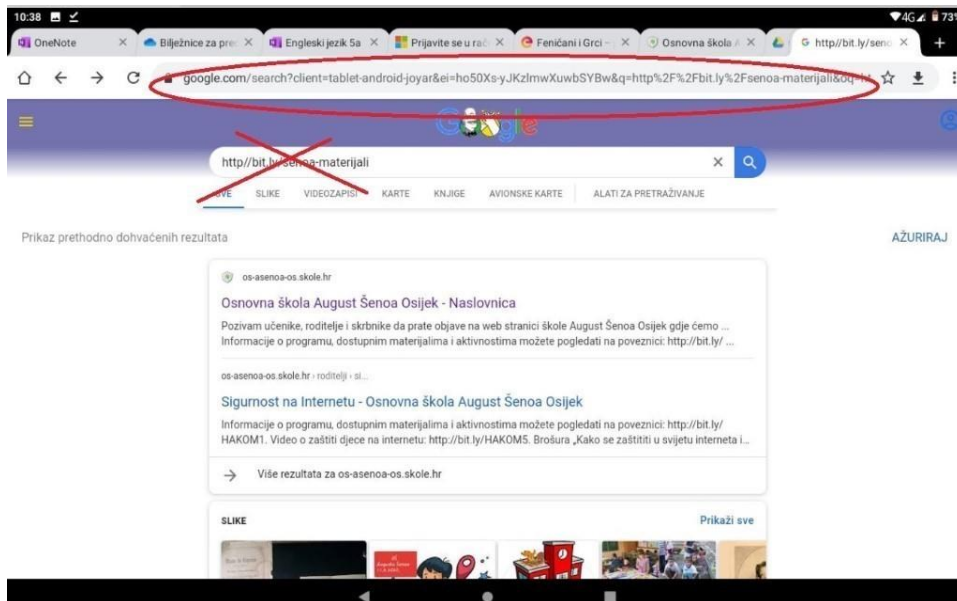 10:38 4G 73%
OneNote Bilježnice za pre Engleski jezik 5a Prijavite se u rač Feničani i Grci – Osnovna škola A http//bit.ly/seno
google.com/search?client=tablet-android-joyar&ei=ho50Xs-yJKzlmwXuwbSYBw&q=http%2F%2Fbit.ly%2Fsenoa-materijali&oq=ht
Google
http//bit.ly/senoa-materijali
SVE SLIKE VIDEOZAPISI KARTE KNJIGE AVIONSKE KARTE ALATI ZA PRETRAŽIVANJE
Prikaz prethodno dohvaćenih rezultata AŽURIRAJ
os-asenoa-os.skole.hr
Osnovna škola August Šenoa Osijek - Naslovnica
Pozivam učenike, roditelje i skrbnike da prate objave na web stranici škole August Šenoa Osijek gdje ćemo ...
Informacije o programu, dostupnim materijalima i aktivnostima možete pogledati na poveznici: http://bit.ly/ ...
os-asenoa-os.skole.hr › roditelji › si...
Sigurnost na Internetu - Osnovna škola August Šenoa Osijek
Informacije o programu, dostupnim materijalima i aktivnostima možete pogledati na poveznici: http://bit.ly/
HAKOM1. Video o zaštiti djece na internetu: http://bit.ly/HAKOM5. Brošura „Kako se zaštititi u svijetu interneta i...
Više rezultata za os-asenoa-os.skole.hr
SLIKE Prikaži sve